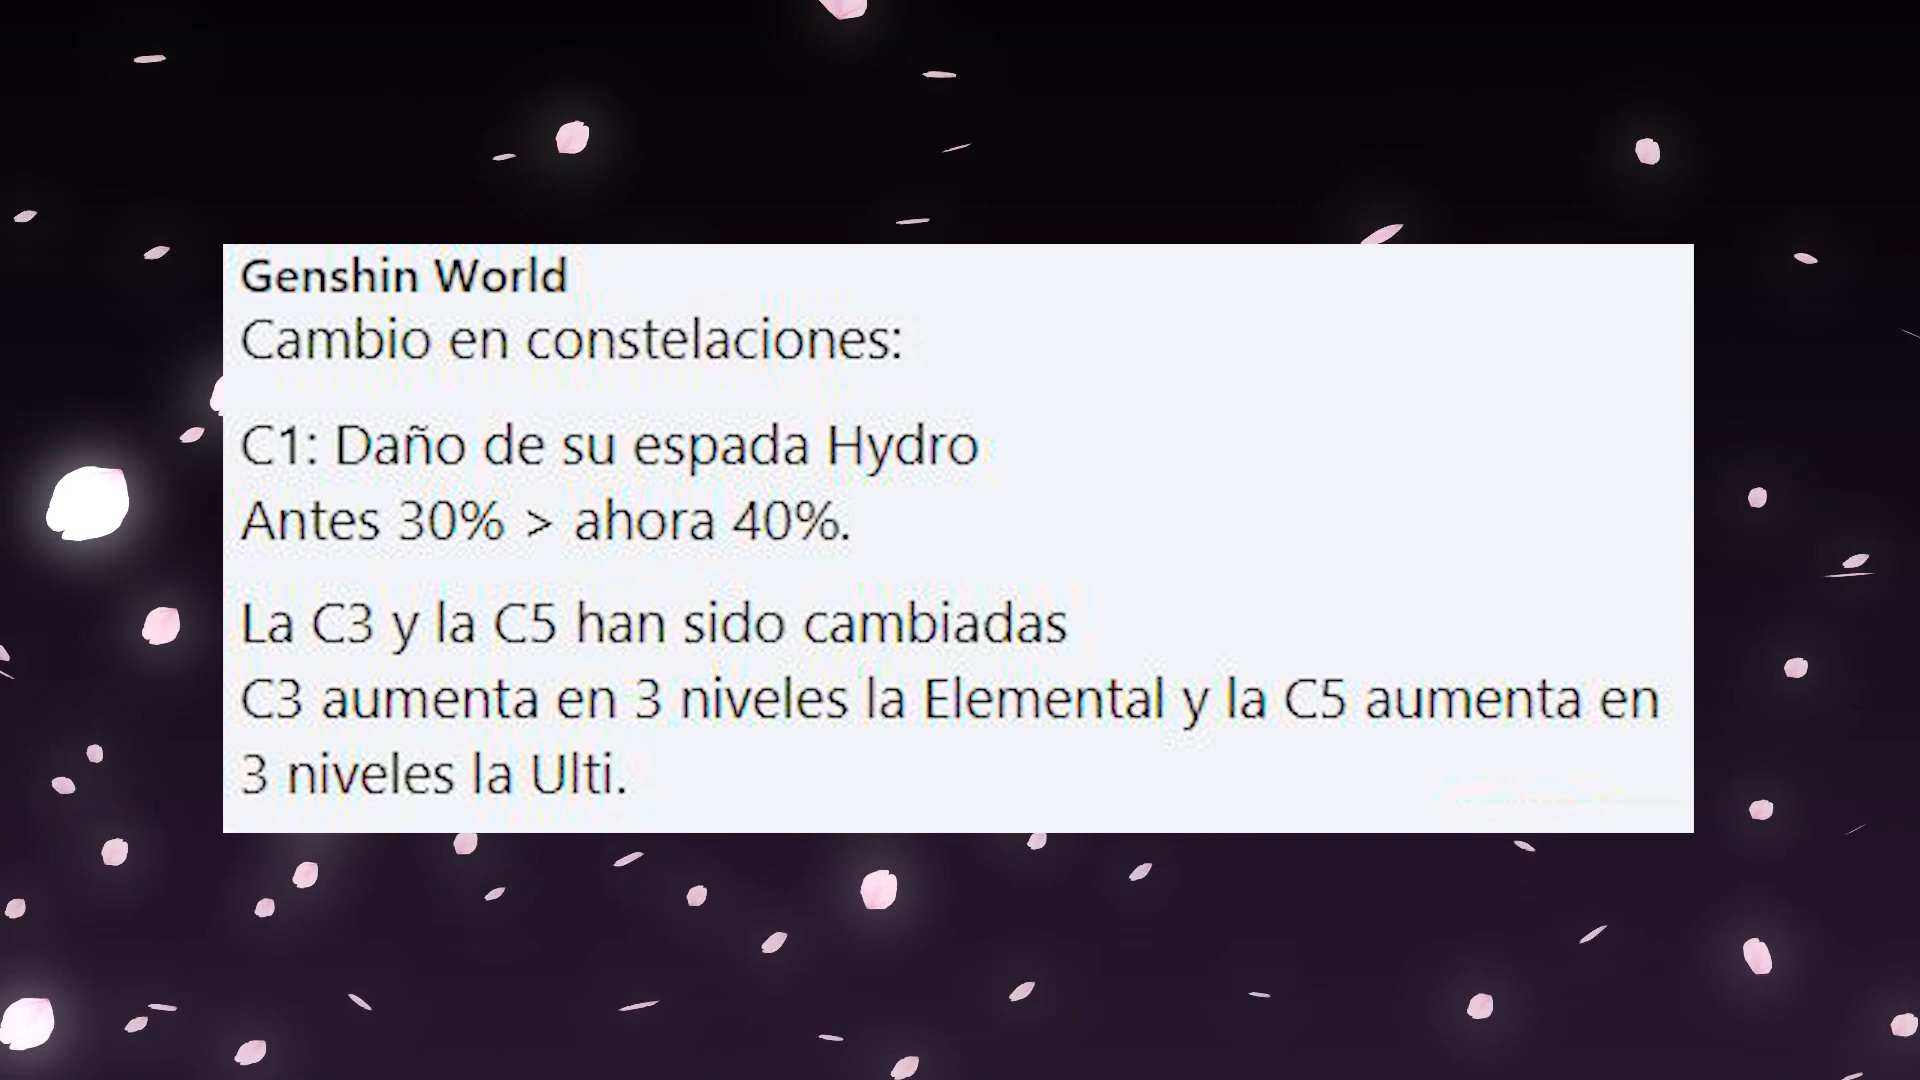 Genshin World
Cambio en constelaciones:
C1: Daño de su espada Hydro
Antes 30% > ahora 40%.
La C3 y la C5 han sido cambiadas
C3 aumenta en 3 niveles la Elemental y la C5 aumenta en
3 niveles la Ulti.